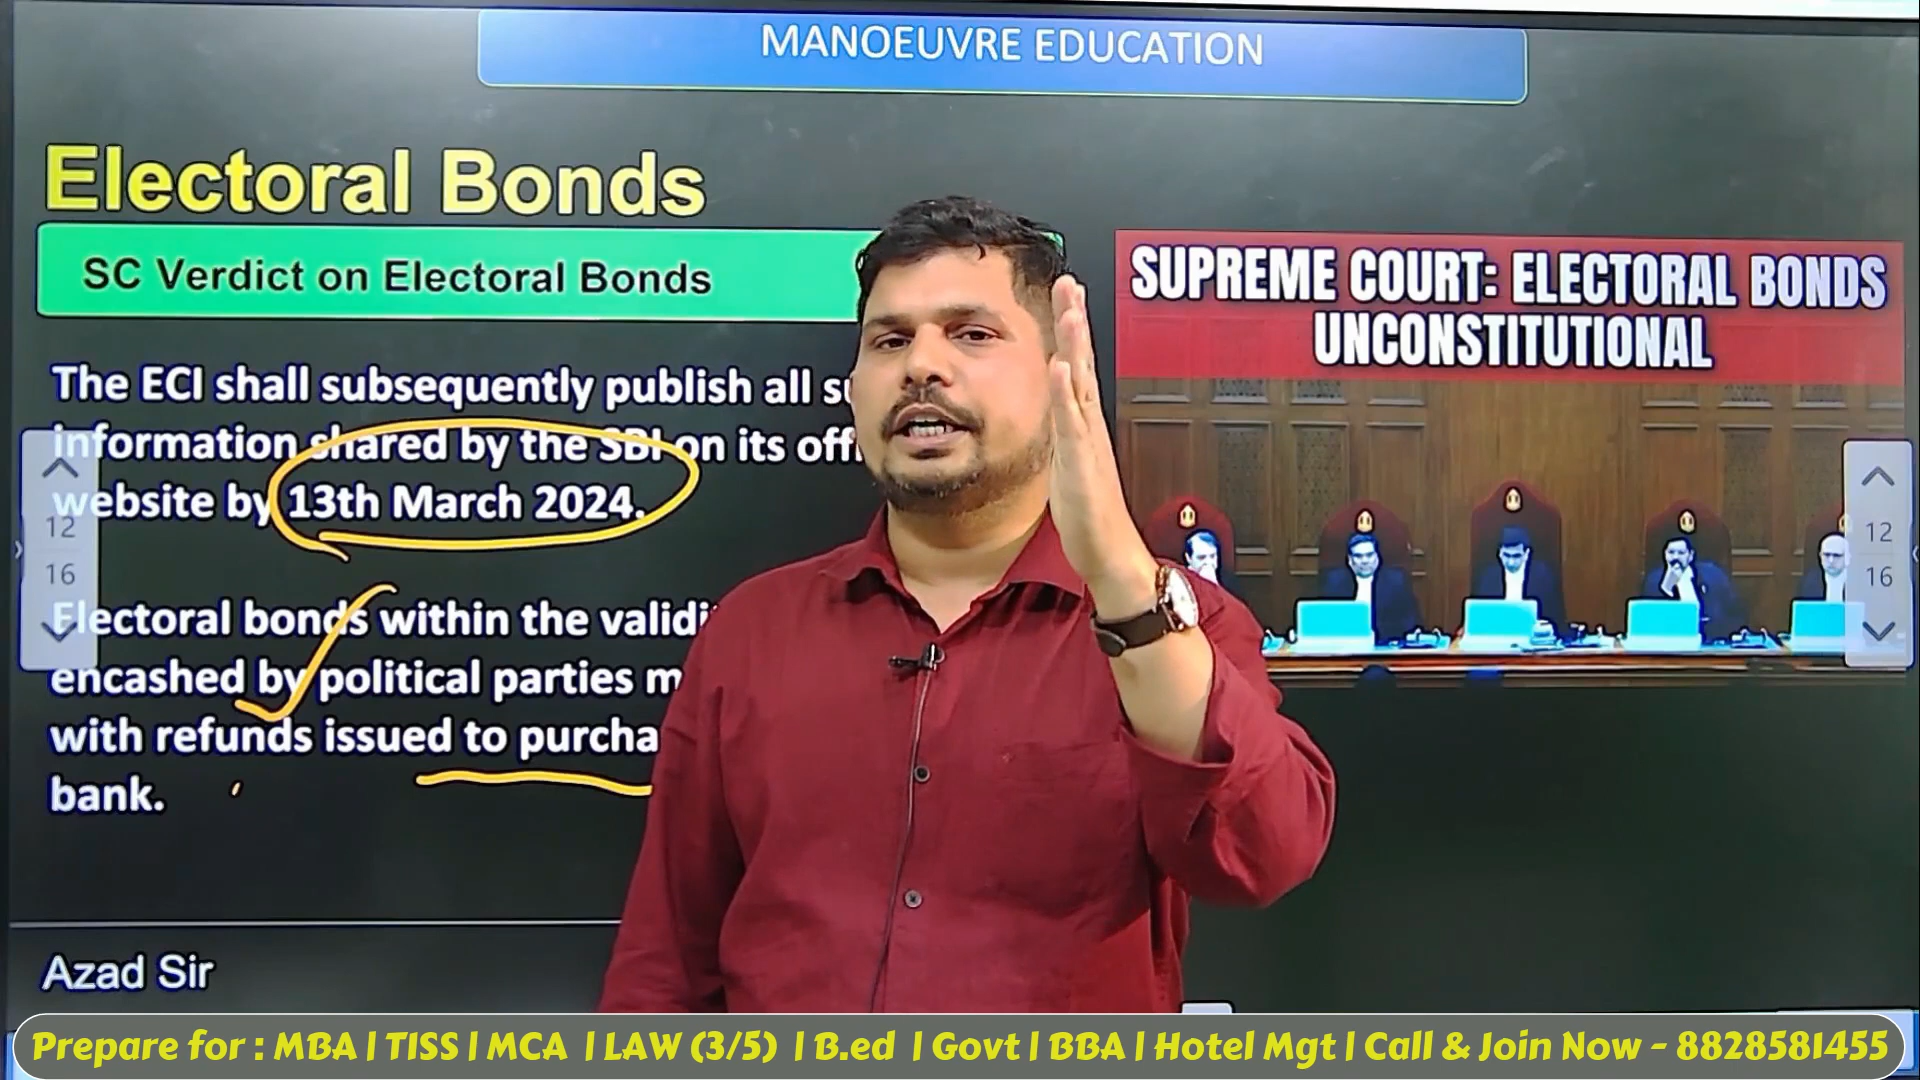 MANOEUVRE EDUCATION
Electoral Bonds
SC Verdict on Electoral Bonds
SUPREME COURT: ELECTORAL BONDS
UNCONSTITUTIONAL
The ECI shall subsequently publish all
information shared by the SBI on its
website by 13th March 2024.
Electoral bonds within the
encashed by political parties
with refunds issued to
bank.
12
16
12
16
Azad Sir
Prepare for : MBA | TISS | MCA | LAW (3/5) | B.ed | Govt | BBA | Hotel Mgt | Call & Join Now - 8828581455